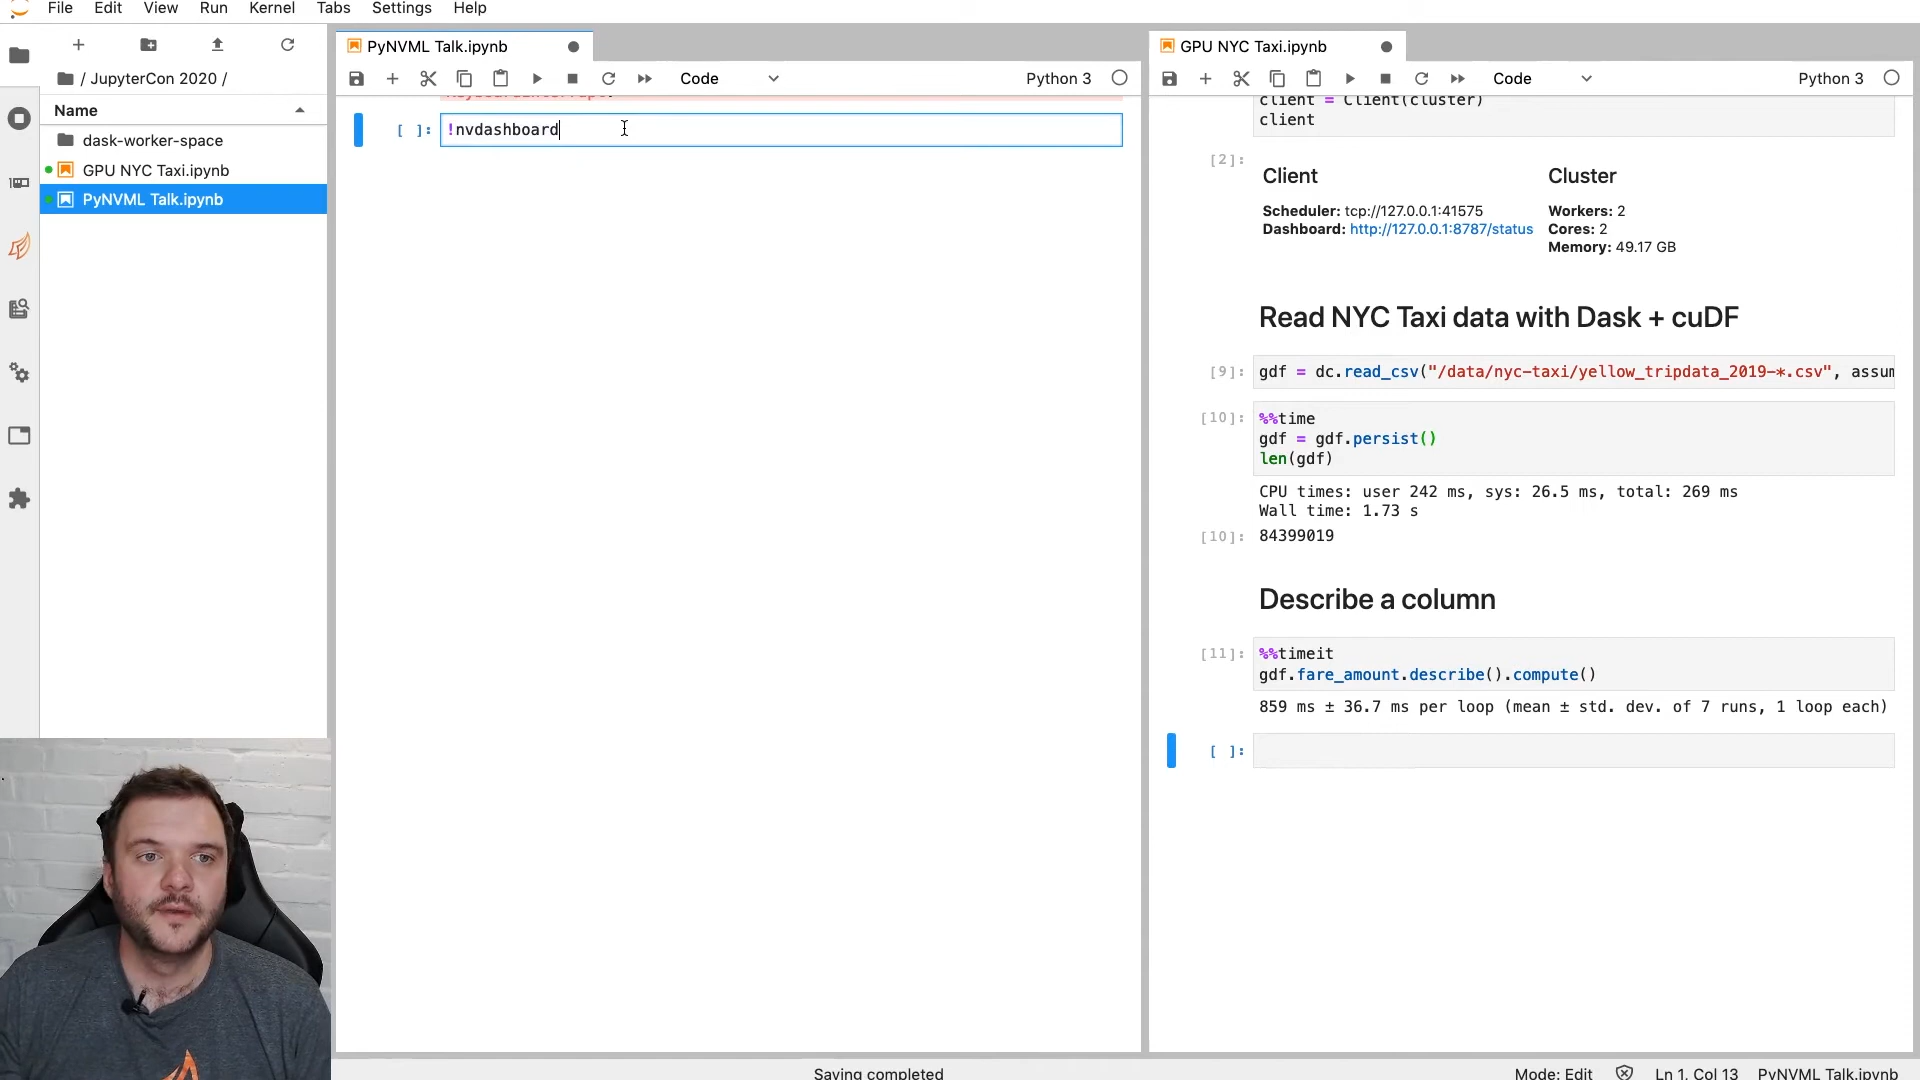 File Edit View Run Kernel Tabs Settings Help
/ JupyterCon 2020 /
Name
dask-worker-space
GPU NYC Taxi.ipynb
PyNVML Talk.ipynb
PyNVML Talk.ipynb
Code
Python 3
[ ]: !nvdashboard
GPU NYC Taxi.ipynb
Code
Python 3
client = Client(cluster)
client
[2]:
Client
Scheduler: tcp://127.0.0.1:41575
Dashboard: http://127.0.0.1:8787/status
Cluster
Workers: 2
Cores: 2
Memory: 49.17 GB
Read NYC Taxi data with Dask + cuDF
[9]: gdf = dc.read_csv("/data/nyc-taxi/yellow_tripdata_2019-*.csv", assum
[10]: %%time
gdf = gdf.persist()
len(gdf)
CPU times: user 242 ms, sys: 26.5 ms, total: 269 ms
Wall time: 1.73 s
[10]: 84399019
Describe a column
[11]: %%timeit
gdf.fare_amount.describe().compute()
859 ms ± 36.7 ms per loop (mean ± std. dev. of 7 runs, 1 loop each)
[ ]:
Saving completed
Mode: Edit
Ln 1, Col 13
PyNVML Talk.ipynb